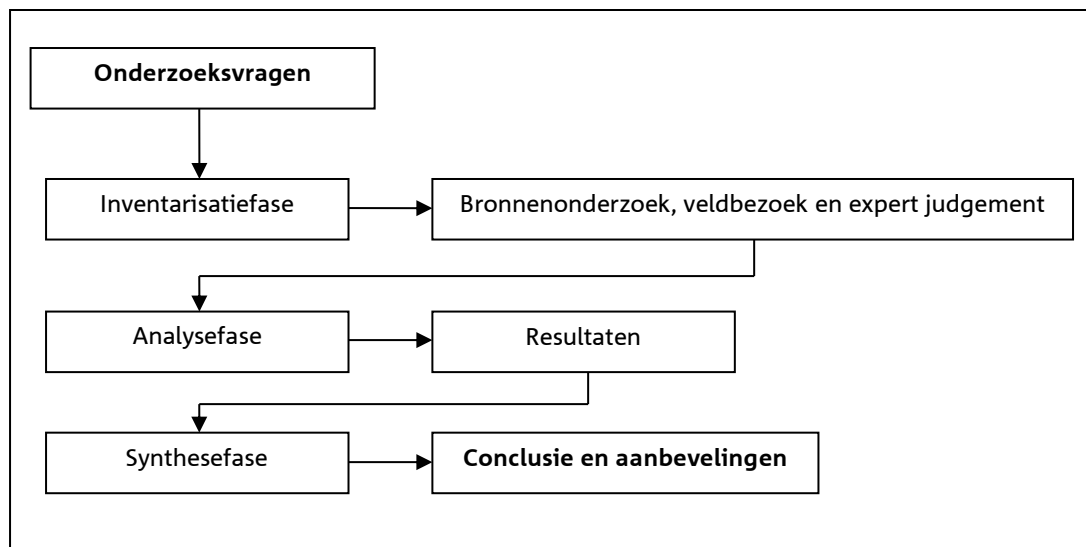 Onderzoeksvragen
Inventarisatiefase
Bronnenonderzoek, veldbezoek en expert judgement
Analysefase
Resultaten
Synthesefase
Conclusie en aanbevelingen